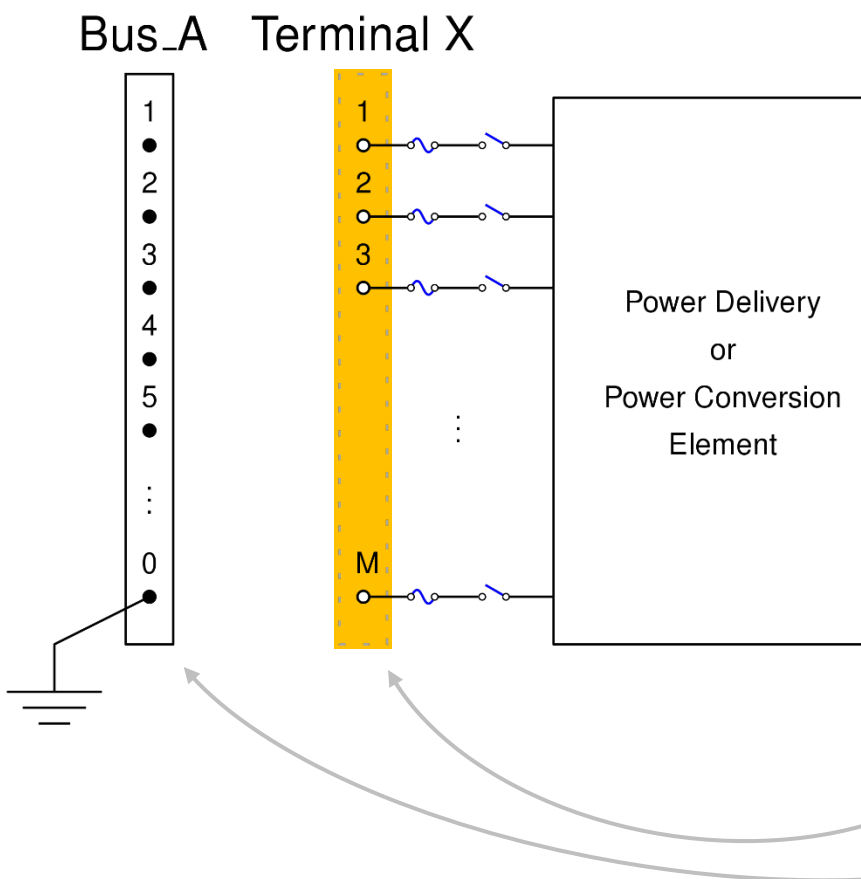 Bus_A
Terminal X
1
2
3
4
5
⋮
0
1
2
3
M
⋮
Power Delivery
or
Power Conversion
Element